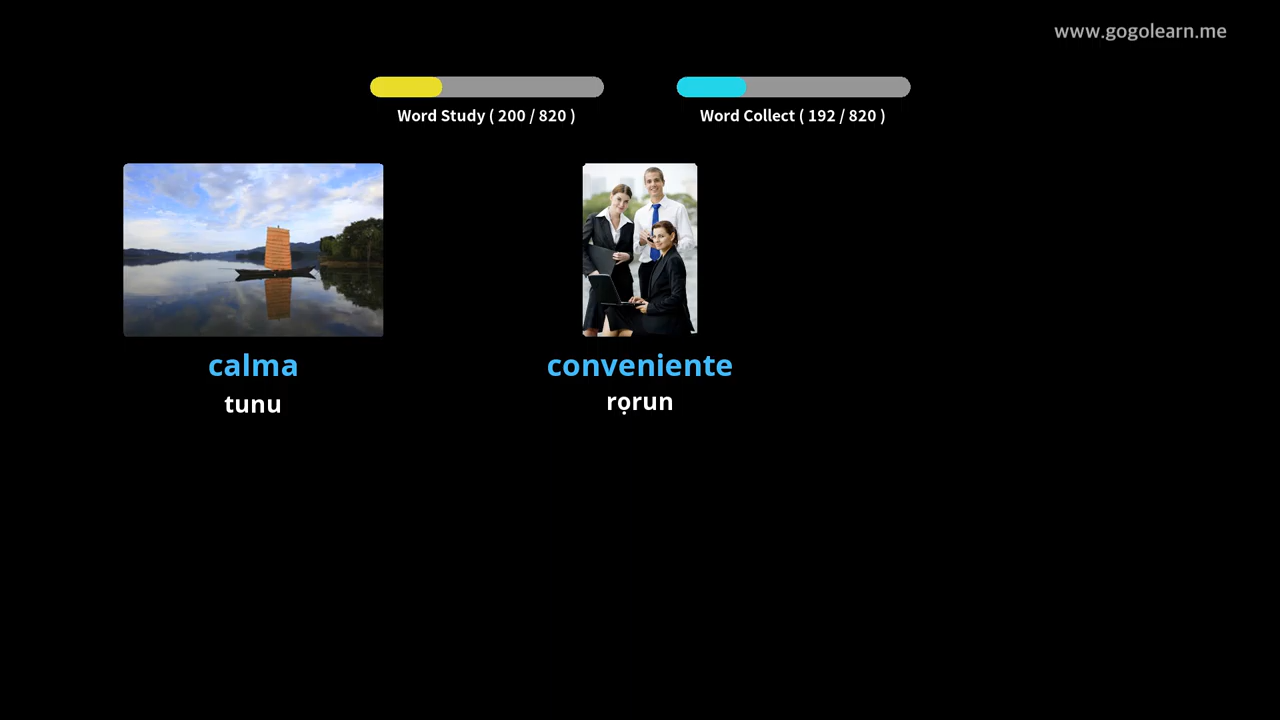 www.gogolearn.me
Word Study ( 200 / 820 )
Word Collect ( 192 / 820 )
calma
tunu
conveniente
rọrun